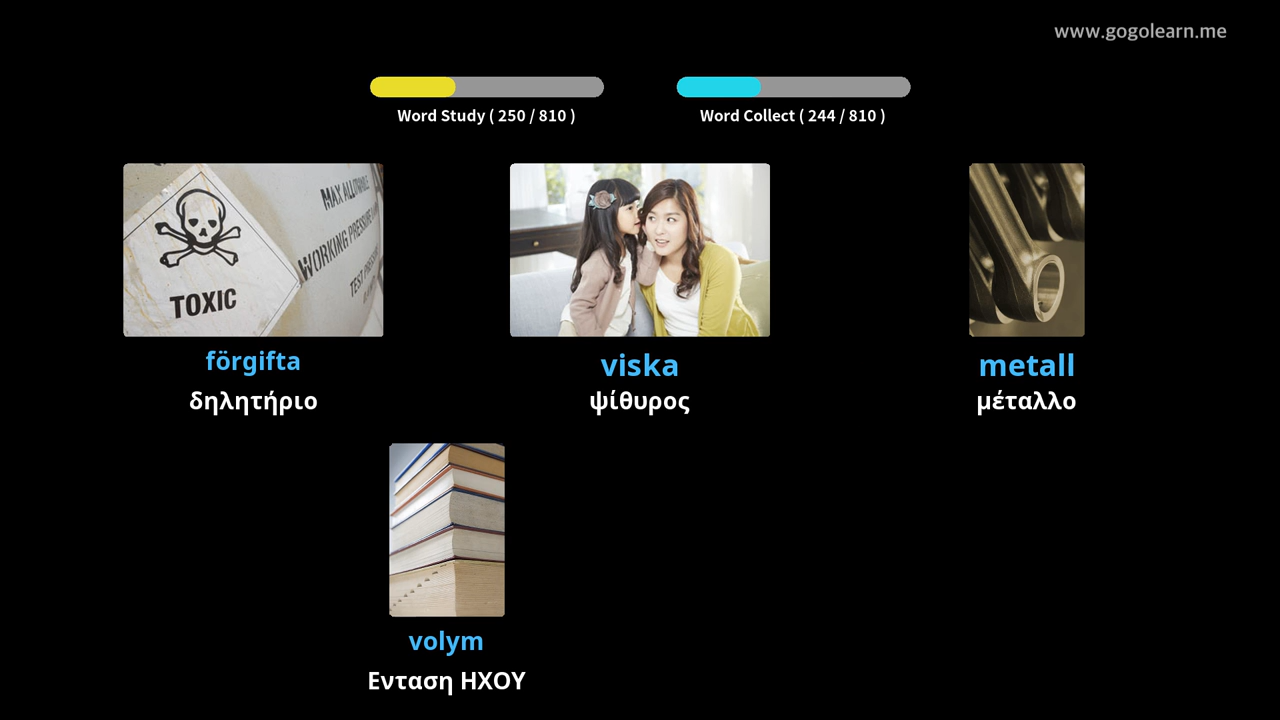 www.gogolearn.me
Word Study ( 250 / 810 )
Word Collect ( 244 / 810 )
TOXIC
MAX ALLOWABLE
WORKING PRESSURE
TEST
förgifta
viska
metall
δηλητήριο
ψίθυρος
μέταλλο
volym
Ενταση ΗΧΟΥ